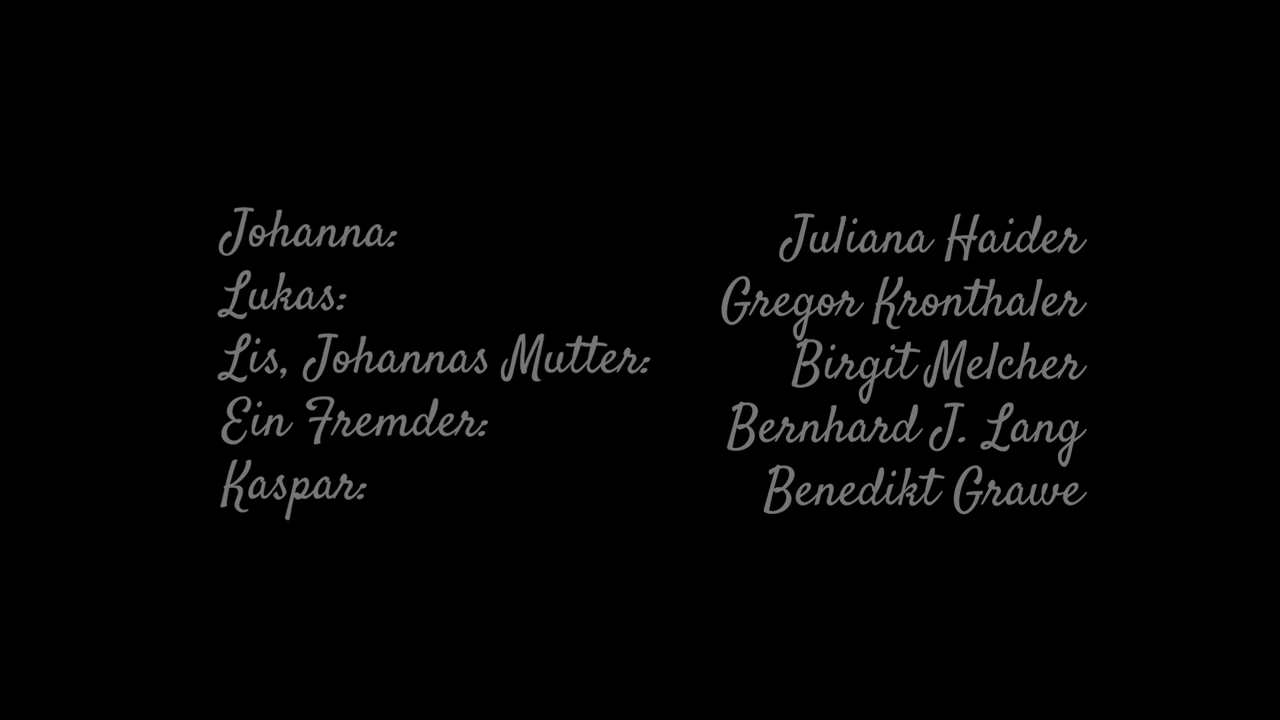 Johanna: Juliana Haider
Lukas: Gregor Kronthaler
Lis, Johannas Mutter: Birgit Melcher
Ein Fremder: Bernhard J. Lang
Kaspar: Benedikt Grawe